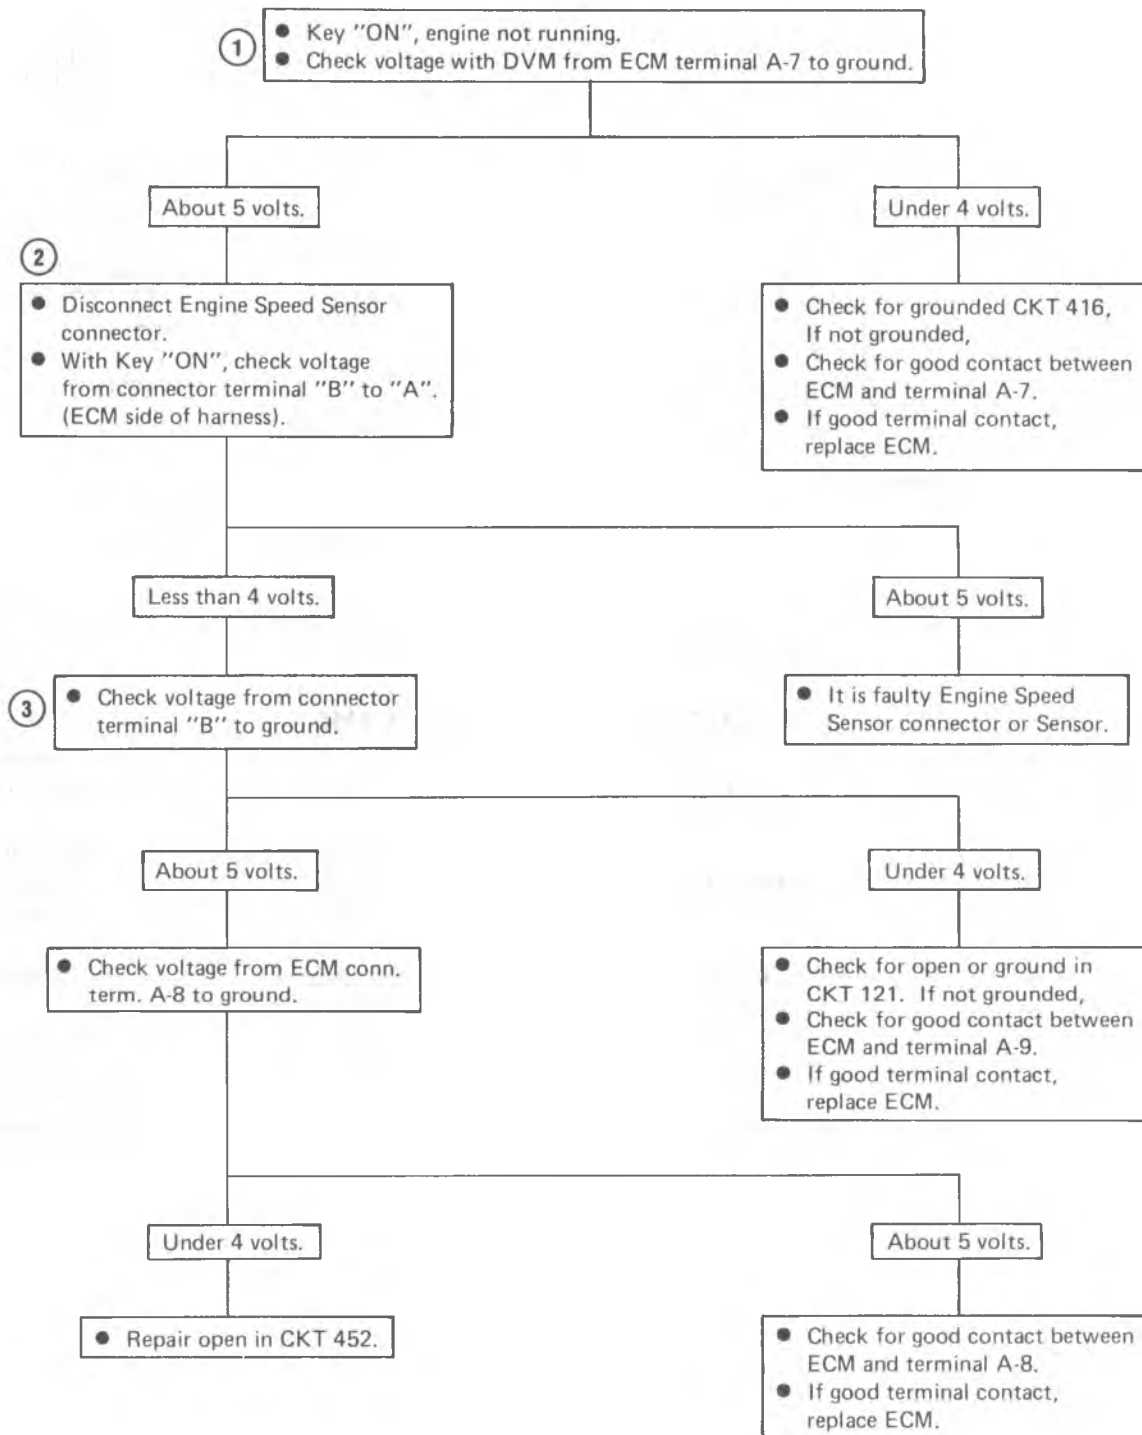 1
● Key "ON", engine not running.
● Check voltage with DVM from ECM terminal A-7 to ground.
About 5 volts.
Under 4 volts.
2
● Disconnect Engine Speed Sensor
connector.
● With Key "ON", check voltage
from connector terminal "B" to "A".
(ECM side of harness).
● Check for grounded CKT 416,
If not grounded,
● Check for good contact between
ECM and terminal A-7.
● If good terminal contact,
replace ECM.
Less than 4 volts.
About 5 volts.
3
● Check voltage from connector
terminal "B" to ground.
● It is faulty Engine Speed
Sensor connector or Sensor.
About 5 volts.
Under 4 volts.
● Check voltage from ECM conn.
term. A-8 to ground.
● Check for open or ground in
CKT 121. If not grounded,
● Check for good contact between
ECM and terminal A-9.
● If good terminal contact,
replace ECM.
Under 4 volts.
About 5 volts.
● Repair open in CKT 452.
● Check for good contact between
ECM and terminal A-8.
● If good terminal contact,
replace ECM.